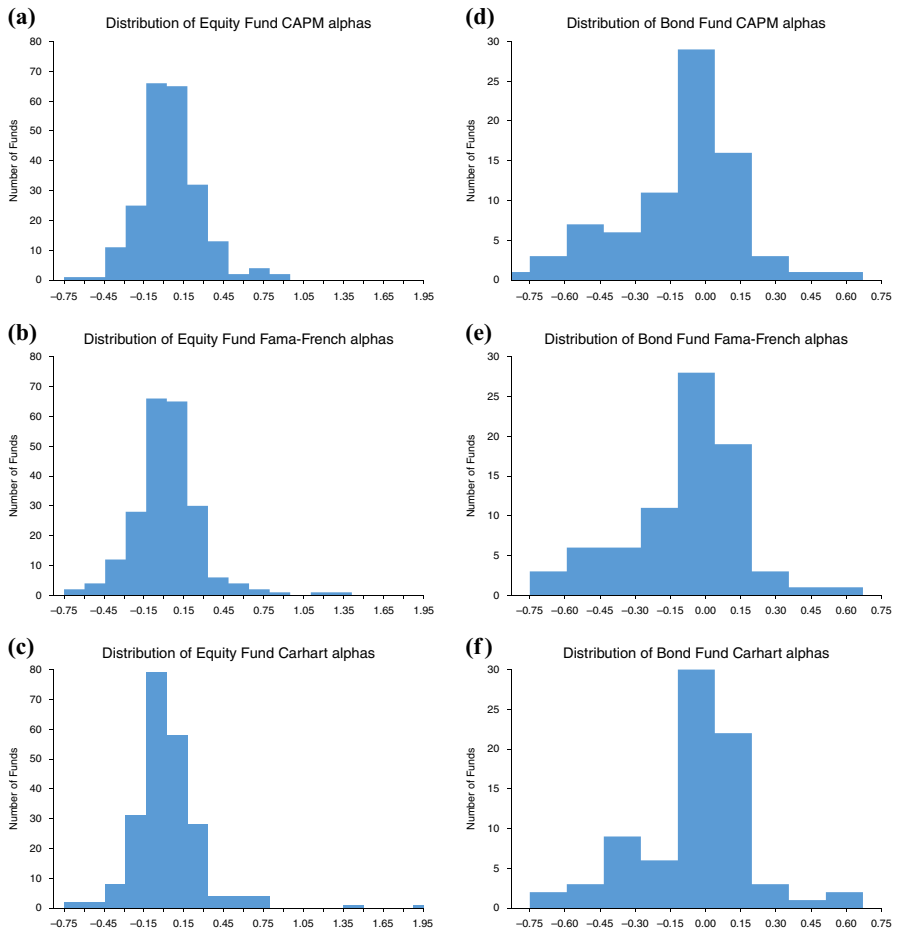 (a)
Distribution of Equity Fund CAPM alphas
Number of Funds
80
70
60
50
40
30
20
10
0
−0.75 −0.45 −0.15 0.15 0.45 0.75 1.05 1.35 1.65 1.95
(d)
Distribution of Bond Fund CAPM alphas
Number of Funds
30
25
20
15
10
5
0
−0.75 −0.60 −0.45 −0.30 −0.15 0.00 0.15 0.30 0.45 0.60 0.75
(b)
Distribution of Equity Fund Fama-French alphas
Number of Funds
80
70
60
50
40
30
20
10
0
−0.75 −0.45 −0.15 0.15 0.45 0.75 1.05 1.35 1.65 1.95
(e)
Distribution of Bond Fund Fama-French alphas
Number of Funds
30
25
20
15
10
5
0
−0.75 −0.60 −0.45 −0.30 −0.15 0.00 0.15 0.30 0.45 0.60 0.75
(c)
Distribution of Equity Fund Carhart alphas
Number of Funds
80
70
60
50
40
30
20
10
0
−0.75 −0.45 −0.15 0.15 0.45 0.75 1.05 1.35 1.65 1.95
(f)
Distribution of Bond Fund Carhart alphas
Number of Funds
30
25
20
15
10
5
0
−0.75 −0.60 −0.45 −0.30 −0.15 0.00 0.15 0.30 0.45 0.60 0.75